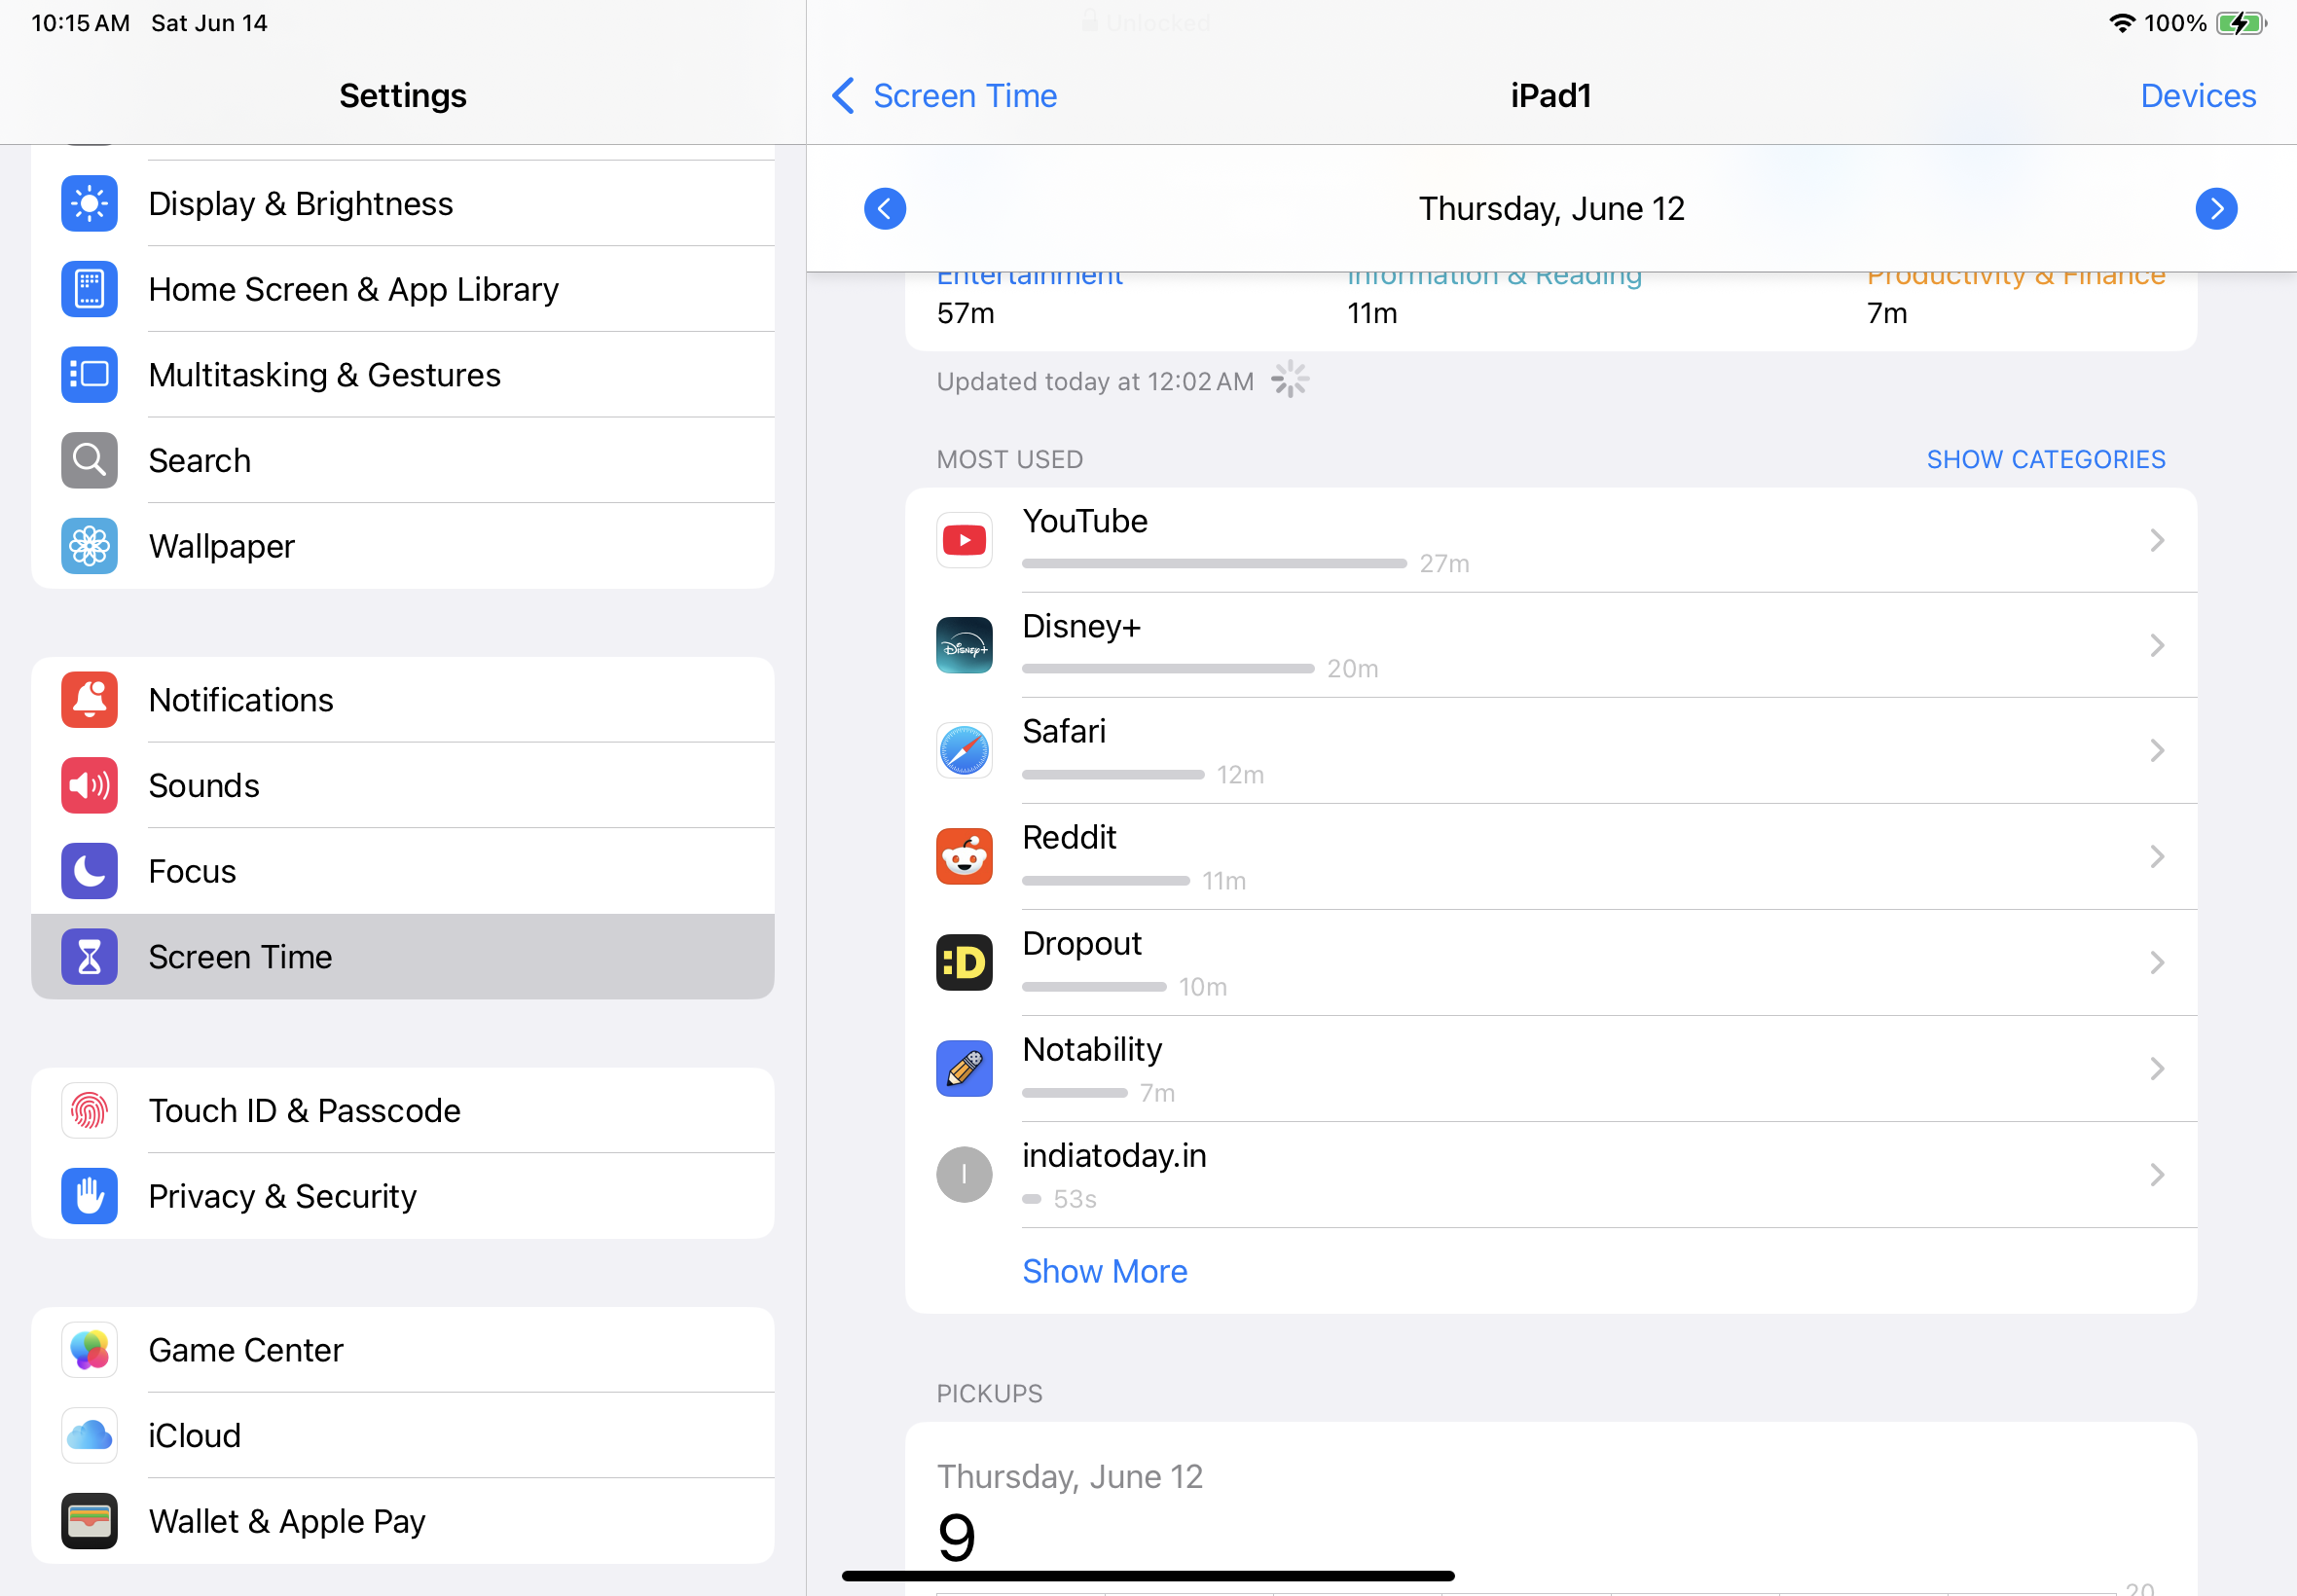 10:15 AM Sat Jun 14
Unlocked
100%
Settings
Screen Time
iPad1
Devices
Thursday, June 12
Display & Brightness
Home Screen & App Library
Multitasking & Gestures
Search
Wallpaper
Notifications
Sounds
Focus
Screen Time
Touch ID & Passcode
Privacy & Security
Game Center
iCloud
Wallet & Apple Pay
Entertainment
57m
Information & Reading
11m
Productivity & Finance
7m
Updated today at 12:02 AM
MOST USED
SHOW CATEGORIES
YouTube
27m
Disney+
Disney+
20m
Safari
12m
Reddit
11m
:D
Dropout
10m
Notability
7m
I
indiatoday.in
53s
Show More
PICKUPS
Thursday, June 12
9
20